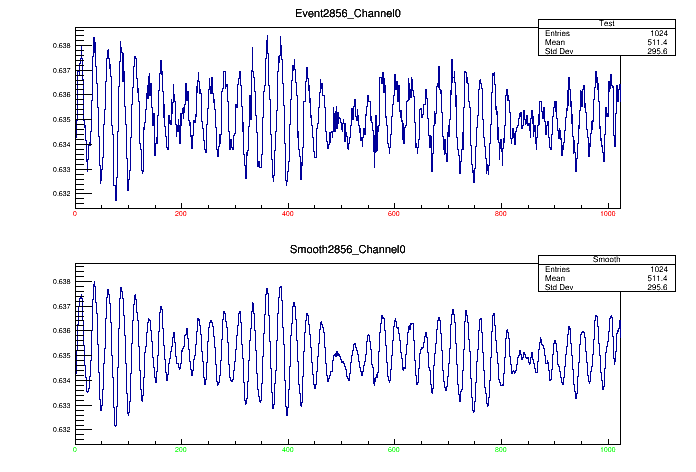 Event2856_Channel0
Test
Entries 1024
Mean 511.4
Std Dev 295.6
0.638
0.637
0.636
0.635
0.634
0.633
0.632
0 200 400 600 800 1000
Smooth2856_Channel0
Smooth
Entries 1024
Mean 511.4
Std Dev 295.6
0.638
0.637
0.636
0.635
0.634
0.633
0.632
0 200 400 600 800 1000